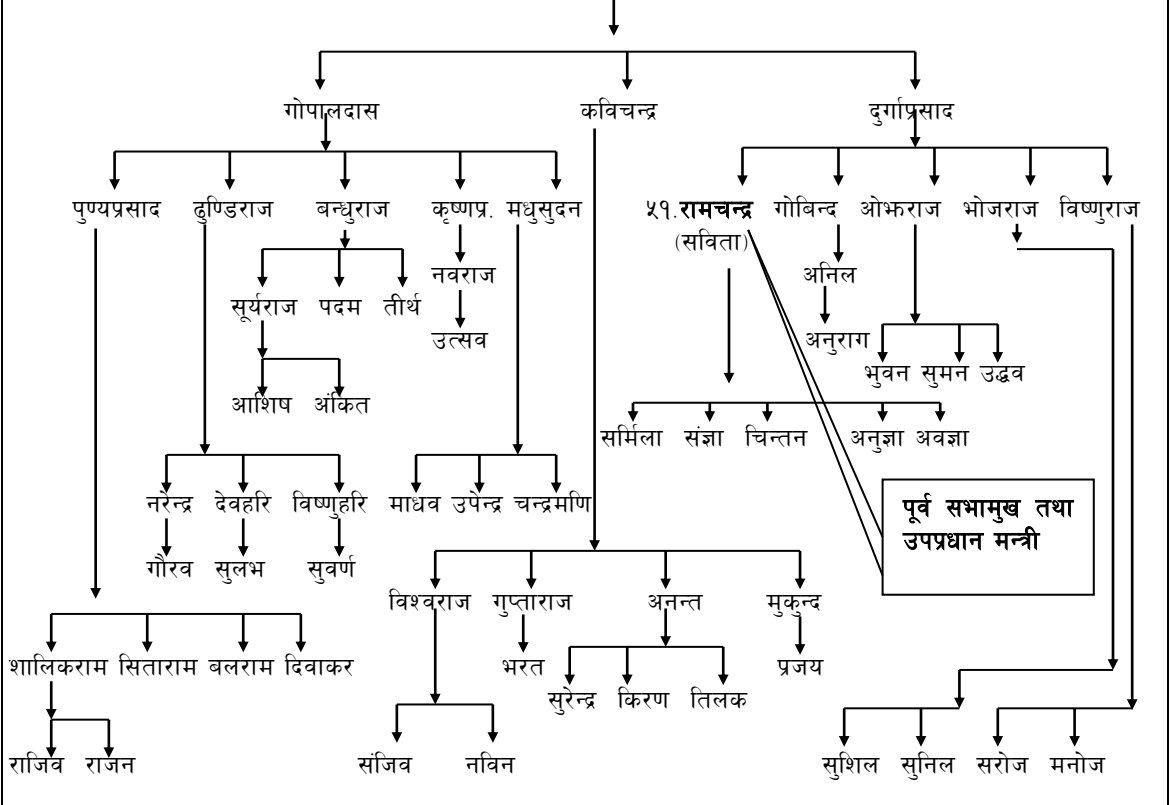 गोपालदास कविचन्द्र दुर्गाप्रसाद
पुण्यप्रसाद ढुण्डिराज बन्धुराज कृष्णप्र. मधुसुदन ५१.रामचन्द्र गोबिन्द ओझराज भोजराज विष्णुराज
(सविता)
नवराज अनिल
सूर्यराज पदम तीर्थ
उत्सव अनुराग
भुवन सुमन उद्धव
आशिष अंकित
सर्मिला संज्ञा चिन्तन अनुज्ञा अवज्ञा
नरेन्द्र देवहरि विष्णुहरि माधव उपेन्द्र चन्द्रमणि
पूर्व सभामुख तथा
उपप्रधान मन्त्री
गौरव सुलभ सुवर्ण
विश्वराज गुप्ताराज अनन्त मुकुन्द
शालिकराम सिताराम बलराम दिवाकर भरत प्रजय
सुरेन्द्र किरण तिलक
राजिव राजन संजिव नविन सुशिल सुनिल सरोज मनोज